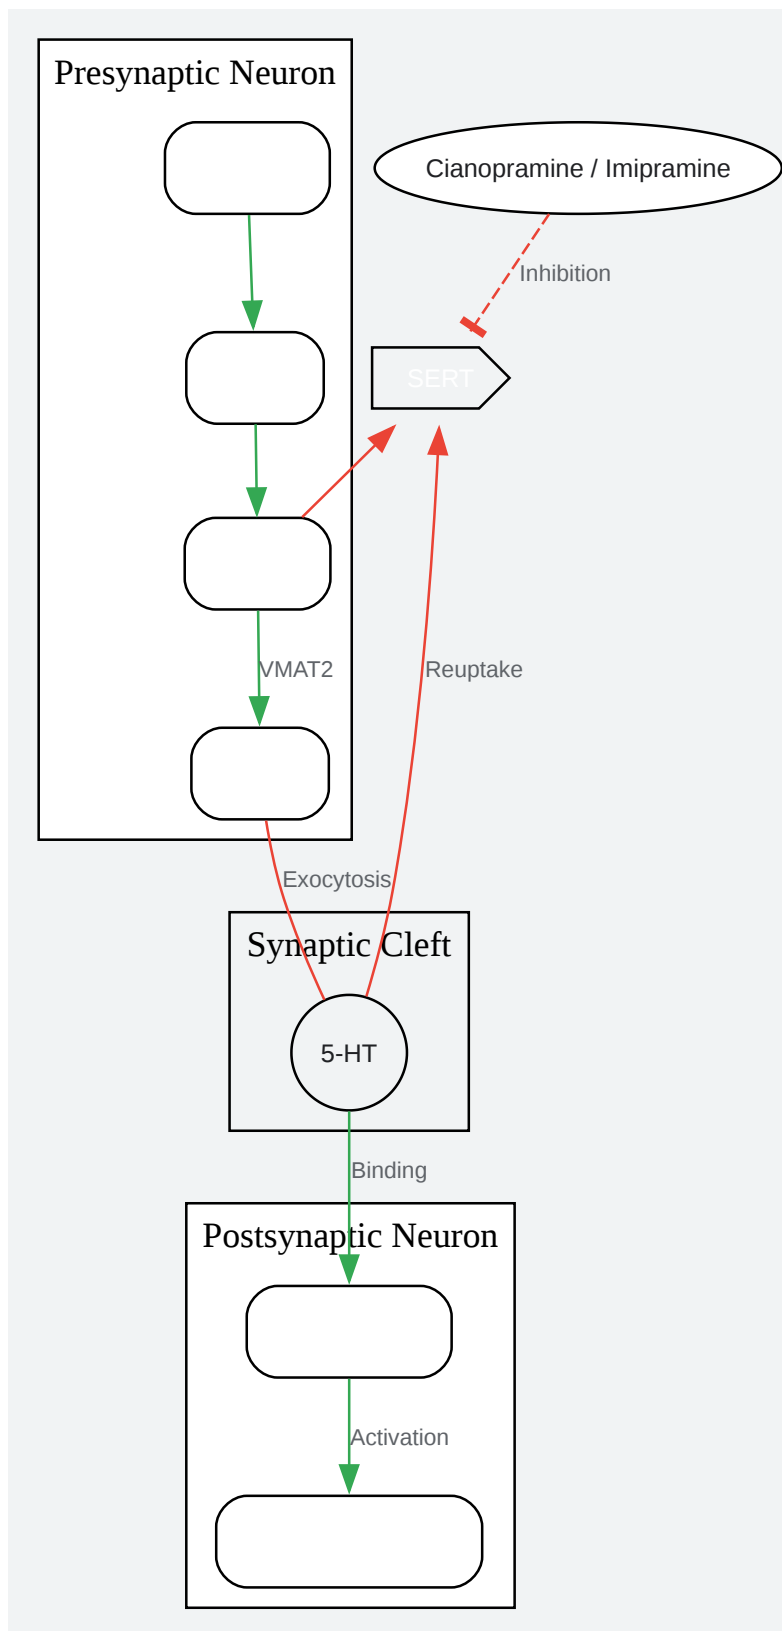 Presynaptic Neuron
Cianopramine / Imipramine
Inhibition
SERT
VMAT2
Reuptake
Exocytosis
Synaptic Cleft
5-HT
Binding
Postsynaptic Neuron
Activation